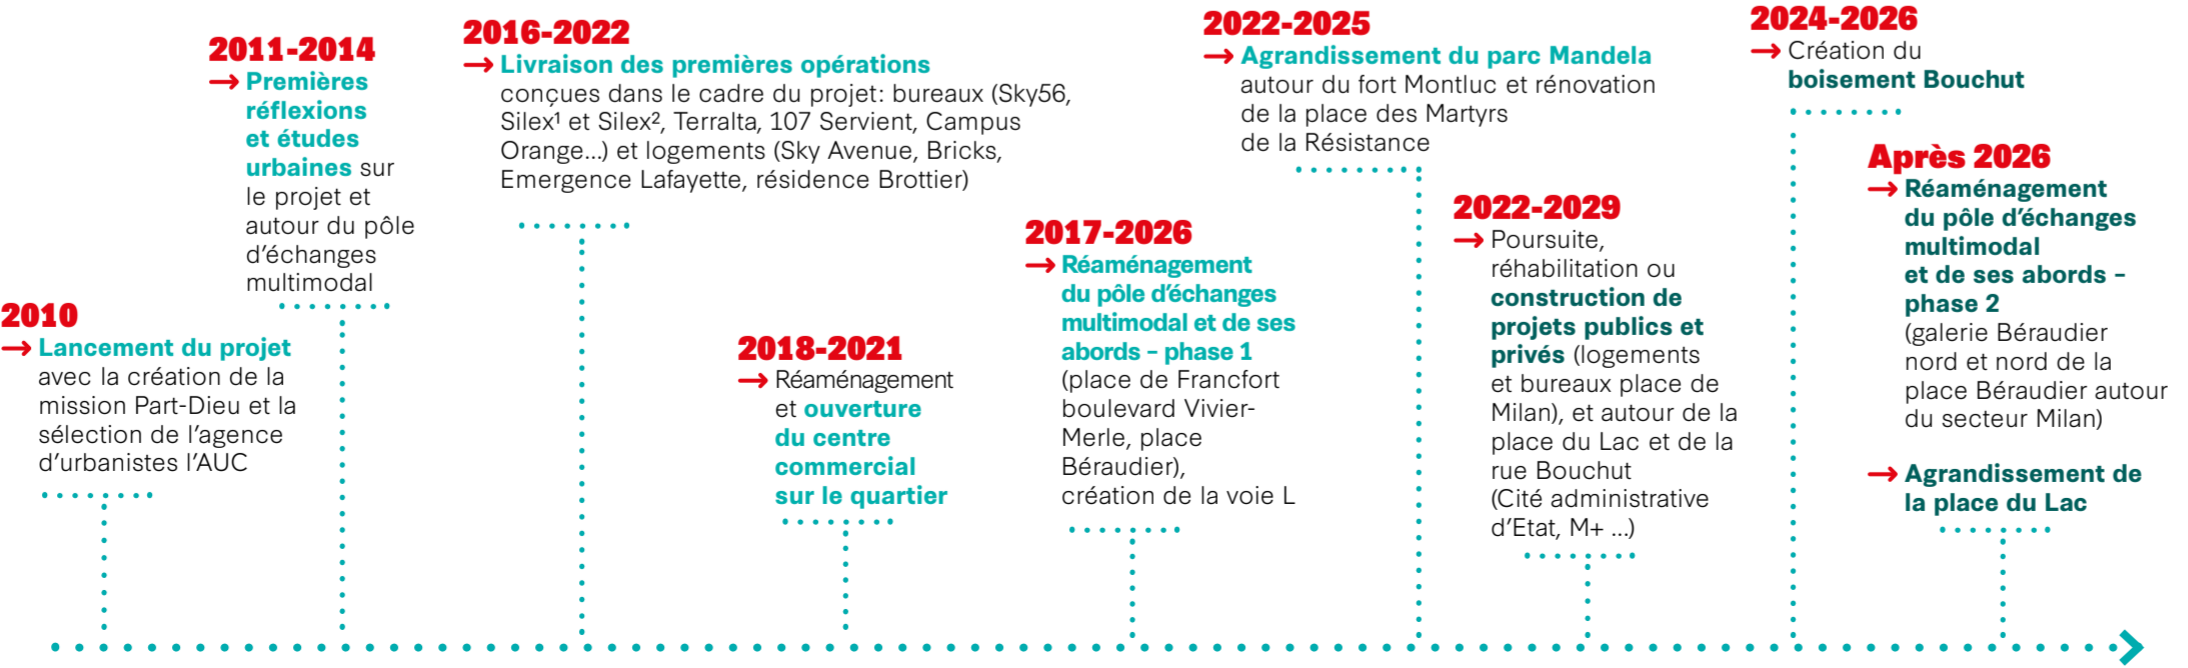 2010
→ Lancement du projet
avec la création de la
mission Part-Dieu et la
sélection de l’agence
d’urbanistes l’AUC
2011-2014
→ Premières
réflexions
et études
urbaines sur
le projet et
autour du pôle
d’échanges
multimodal
2016-2022
→ Livraison des premières opérations
conçues dans le cadre du projet: bureaux (Sky56,
Silex¹ et Silex², Terralta, 107 Servient, Campus
Orange...) et logements (Sky Avenue, Bricks,
Emergence Lafayette, résidence Brottier)
2018-2021
→ Réaménagement
et ouverture
du centre
commercial
sur le quartier
2017-2026
→ Réaménagement
du pôle d’échanges
multimodal et de ses
abords – phase 1
(place de Francfort
boulevard Vivier-
Merle, place
Béraudier),
création de la voie L
2022-2025
→ Agrandissement du parc Mandela
autour du fort Montluc et rénovation
de la place des Martyrs
de la Résistance
2022-2029
→ Poursuite,
réhabilitation ou
construction de
projets publics et
privés (logements
et bureaux place de
Milan), et autour de la
place du Lac et de la
rue Bouchut
(Cité administrative
d’Etat, M+ ...)
2024-2026
→ Création du
boisement Bouchut
Après 2026
→ Réaménagement
du pôle d’échanges
multimodal
et de ses abords –
phase 2
(galerie Béraudier
nord et nord de la
place Béraudier autour
du secteur Milan)
→ Agrandissement de
la place du Lac